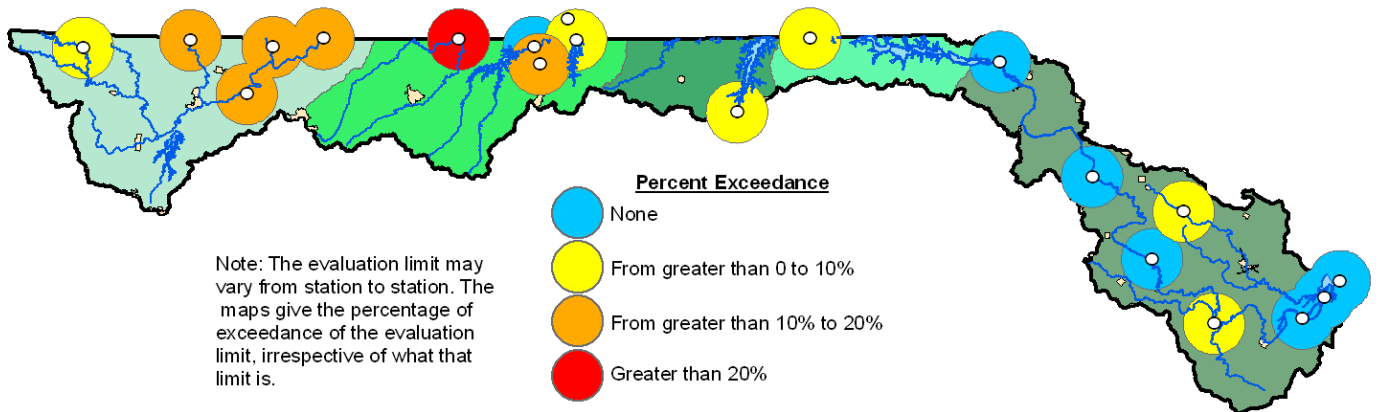 Percent Exceedance
None
From greater than 0 to 10%
From greater than 10% to 20%
Greater than 20%
Note: The evaluation limit may
vary from station to station. The
maps give the percentage of
exceedance of the evaluation
limit, irrespective of what that
limit is.